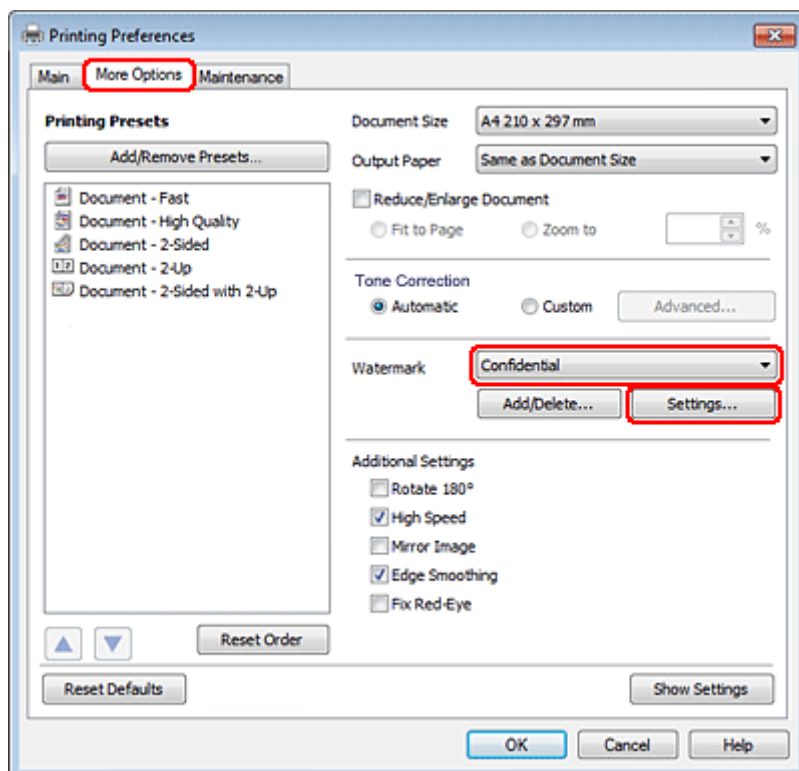 Printing Preferences
Main More Options Maintenance
Printing Presets
Add/Remove Presets...
Document - Fast
Document - High Quality
Document - 2-Sided
Document - 2-Up
Document - 2-Sided with 2-Up
Reset Order
Document Size A4 210 x 297 mm
Output Paper Same as Document Size
Reduce/Enlarge Document
Fit to Page Zoom to %
Tone Correction
Automatic Custom Advanced...
Watermark Confidential
Add/Delete... Settings...
Additional Settings
Rotate 180°
High Speed
Mirror Image
Edge Smoothing
Fix Red-Eye
Reset Defaults Show Settings
OK Cancel Help